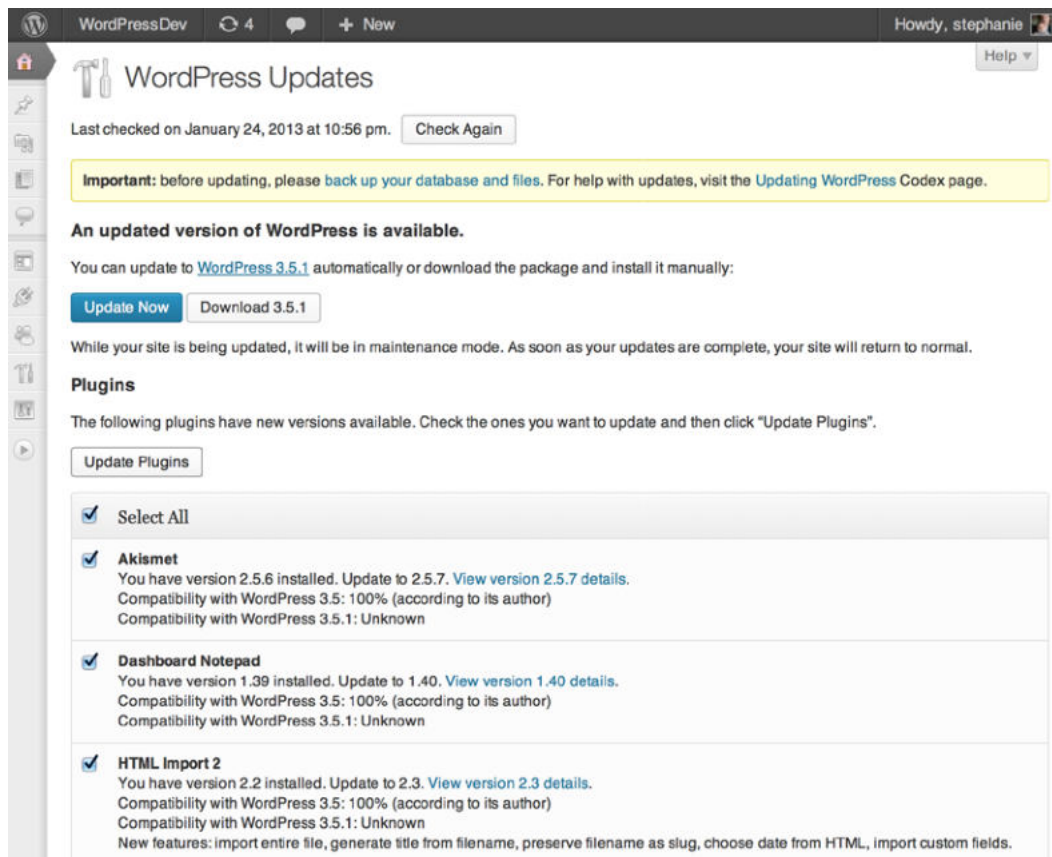 WordPressDev 4 + New Howdy, stephanie
Help
WordPress Updates
Last checked on January 24, 2013 at 10:56 pm. Check Again
Important: before updating, please back up your database and files. For help with updates, visit the Updating WordPress Codex page.
An updated version of WordPress is available.
You can update to WordPress 3.5.1 automatically or download the package and install it manually:
Update Now Download 3.5.1
While your site is being updated, it will be in maintenance mode. As soon as your updates are complete, your site will return to normal.
Plugins
The following plugins have new versions available. Check the ones you want to update and then click "Update Plugins".
Update Plugins
Select All
Akismet
You have version 2.5.6 installed. Update to 2.5.7. View version 2.5.7 details.
Compatibility with WordPress 3.5: 100% (according to its author)
Compatibility with WordPress 3.5.1: Unknown
Dashboard Notepad
You have version 1.39 installed. Update to 1.40. View version 1.40 details.
Compatibility with WordPress 3.5: 100% (according to its author)
Compatibility with WordPress 3.5.1: Unknown
HTML Import 2
You have version 2.2 installed. Update to 2.3. View version 2.3 details.
Compatibility with WordPress 3.5: 100% (according to its author)
Compatibility with WordPress 3.5.1: Unknown
New features: import entire file, generate title from filename, preserve filename as slug, choose date from HTML, import custom fields.